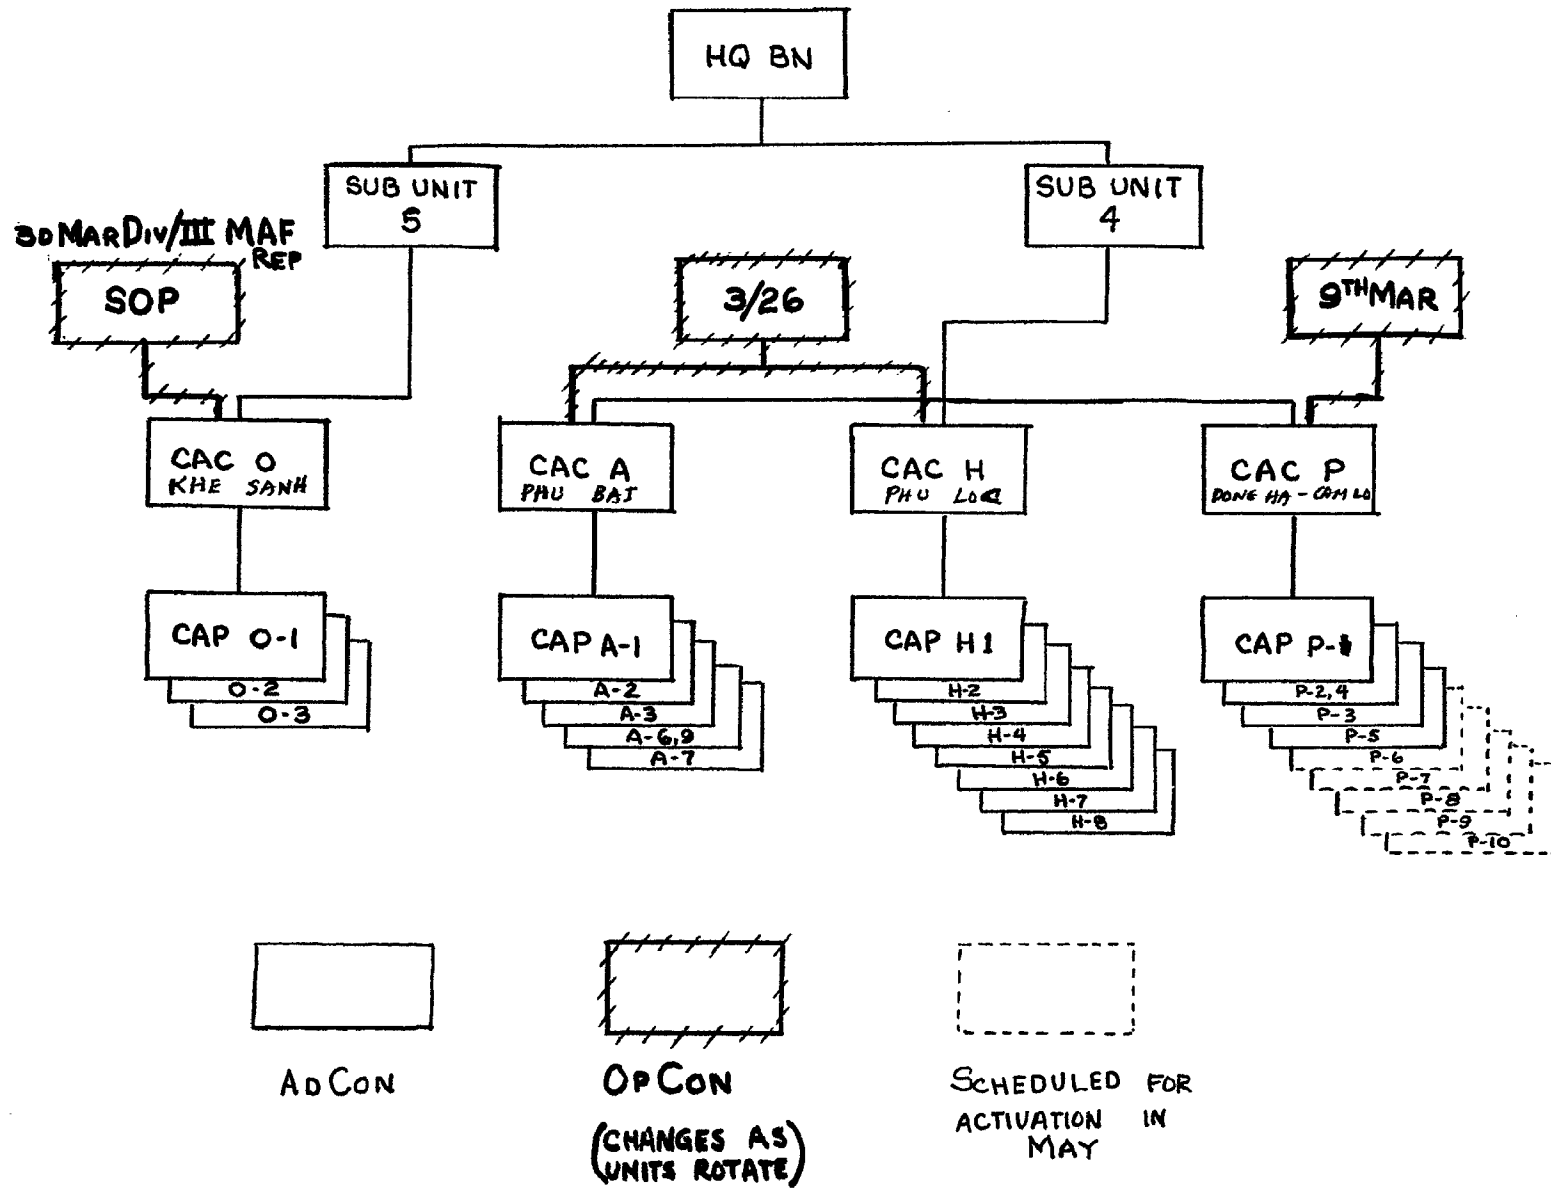 HQ BN
SUB UNIT
5
SUB UNIT
4
3D MAR DIV/III MAF
REP
SOP
3/26
9TH MAR
CAC O
KHE SANH
CAC A
PHU BAI
CAC H
PHU LOC
CAC P
DONG HA - CAM LO
CAP O-1
O-2
O-3
CAP A-1
A-2
A-3
A-6,9
A-7
CAP H1
H-2
H-3
H-4
H-5
H-6
H-7
H-8
CAP P-1
P-2,4
P-3
P-5
P-6
P-7
P-8
P-9
P-10
AD CON
OP CON
(CHANGES AS
UNITS ROTATE)
SCHEDULED FOR
ACTIVATION IN
MAY